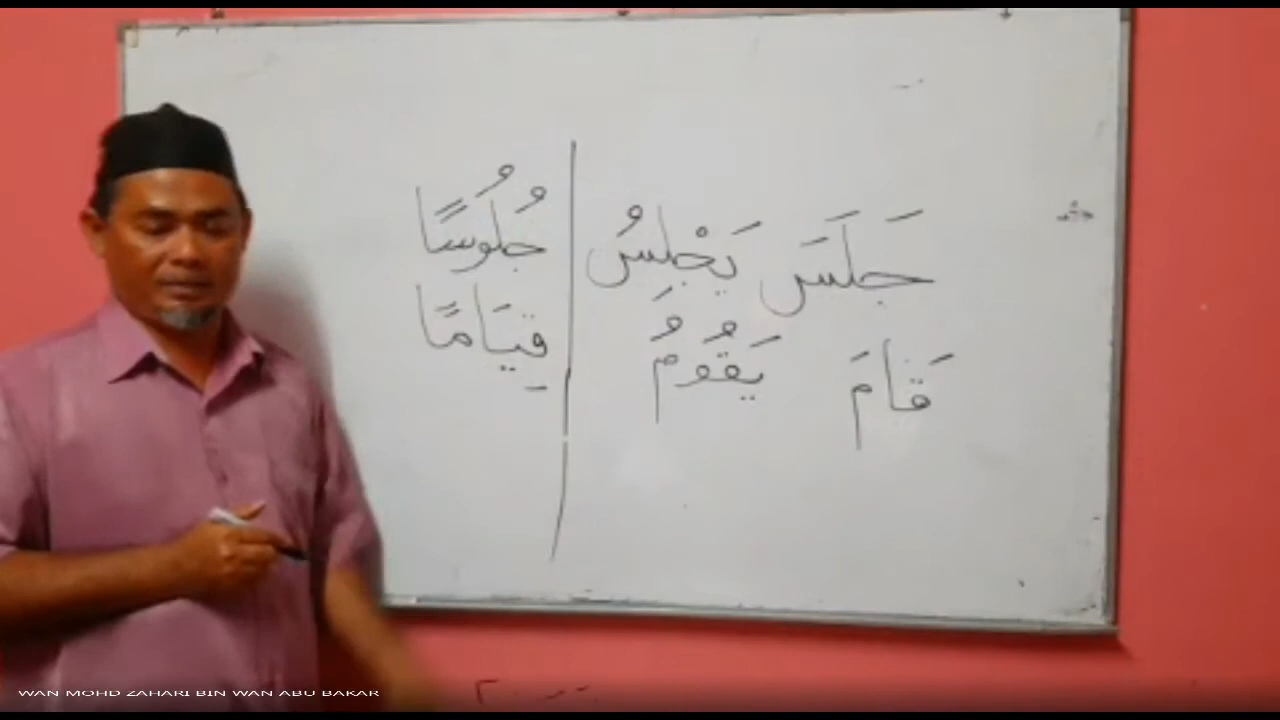 جَلَسَ يَجْلِسُ جُلُوسًا
قَامَ يَقُوْمُ قِيَامًا
WAN MOHD ZAHARI BIN WAN ABU BAKAR